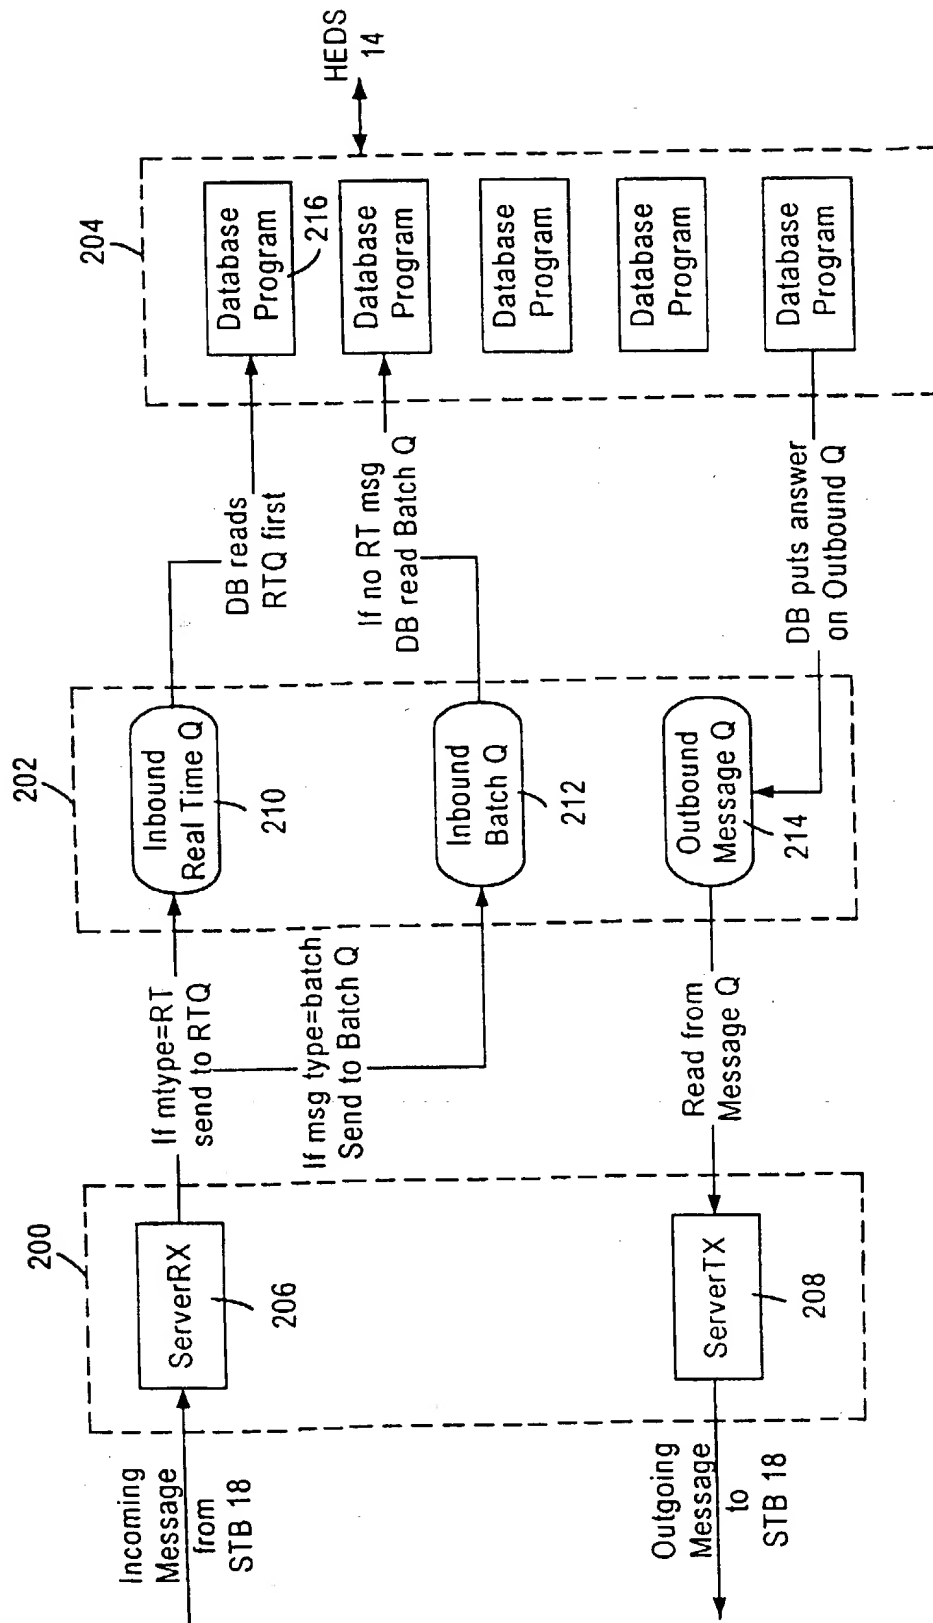 200
202
204
Incoming
Message
from
STB 18
ServerRX
206
If mtype=RT
send to RTQ
If msg type=batch
Send to Batch Q
Inbound
Real Time Q
210
DB reads
RTQ first
Database
Program
216
HEDS
14
Inbound
Batch Q
212
If no RT msg
DB read Batch Q
Database
Program
Database
Program
Database
Program
Outgoing
Message
to
STB 18
ServerTX
208
Read from
Message Q
Outbound
Message Q
214
DB puts answer
on Outbound Q
Database
Program